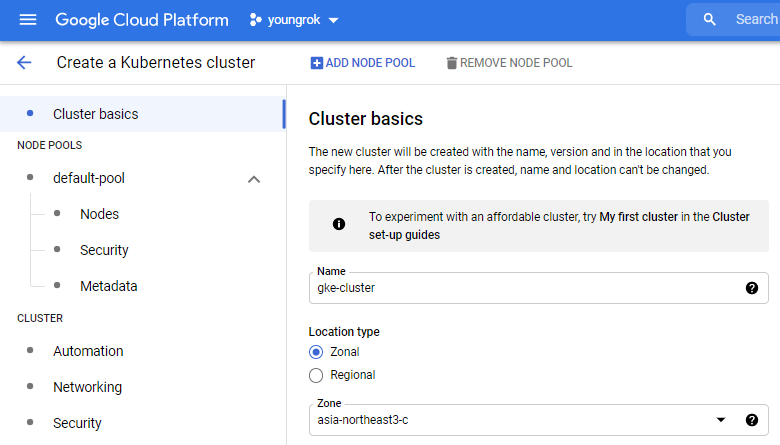 Google Cloud Platform
youngrok
Search
Create a Kubernetes cluster
ADD NODE POOL
REMOVE NODE POOL
Cluster basics
NODE POOLS
default-pool
Nodes
Security
Metadata
CLUSTER
Automation
Networking
Security
Cluster basics
The new cluster will be created with the name, version and in the location that you
specify here. After the cluster is created, name and location can't be changed.
To experiment with an affordable cluster, try My first cluster in the Cluster
set-up guides
Name
gke-cluster
Location type
Zonal
Regional
Zone
asia-northeast3-c